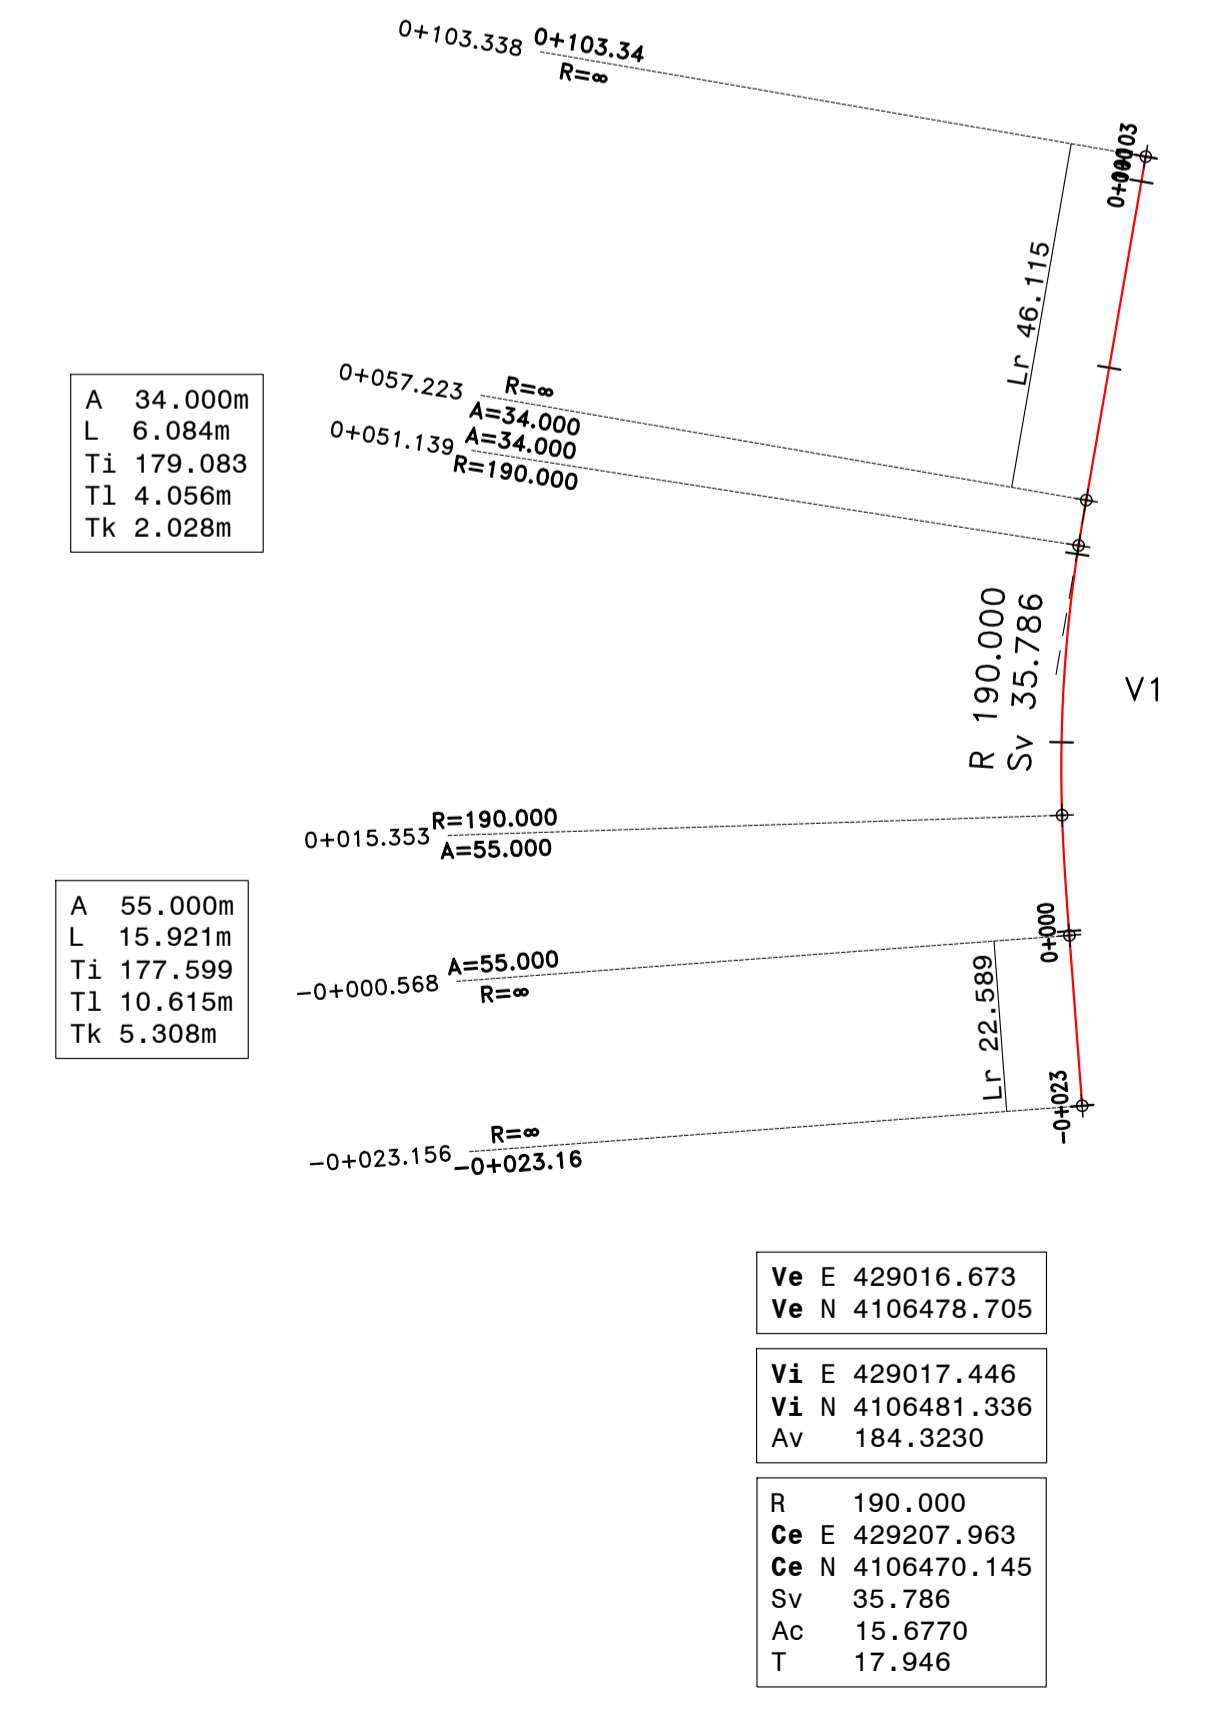 0+103.338
0+103.34
R=∞
0+103
Lr 46.115
0+057.223
R=∞
A=34.000
0+051.139
A=34.000
R=190.000
A 34.000m
L 6.084m
Ti 179.083
Tl 4.056m
Tk 2.028m
R 190.000
Sv 35.786
V1
0+015.353
R=190.000
A=55.000
A 55.000m
L 15.921m
Ti 177.599
Tl 10.615m
Tk 5.308m
0+000
-0+000.568
A=55.000
R=∞
Lr 22.589
-0+023
-0+023.156
R=∞
-0+023.16
Ve E 429016.673
Ve N 4106478.705
Vi E 429017.446
Vi N 4106481.336
Av 184.3230
R 190.000
Ce E 429207.963
Ce N 4106470.145
Sv 35.786
Ac 15.6770
T 17.946